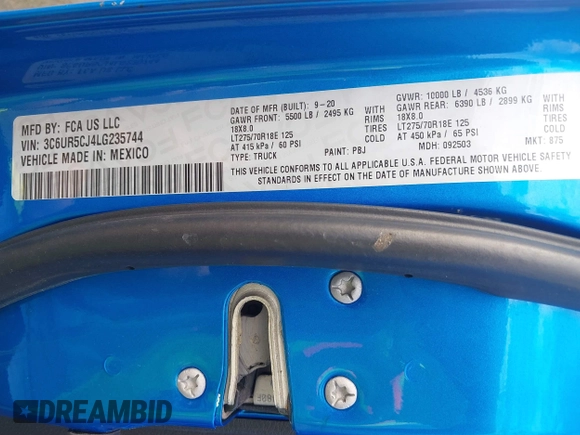 MFD BY: FCA US LLC
VIN: 3C6UR5CJ4LG235744
VEHICLE MADE IN: MEXICO
DATE OF MFR (BUILT): 9-20
GAWR FRONT: 5500 LB / 2495 KG
WITH
18X8.0
RIMS
LT275/70R18E 125
TIRES
AT 415 kPa / 60 PSI
COLD
TYPE: TRUCK
PAINT: PBJ
GVWR: 10000 LB / 4536 KG
GAWR REAR: 6390 LB / 2899 KG
WITH
18X8.0
RIMS
LT275/70R18E 125
TIRES
AT 450 kPa / 65 PSI
COLD
MDH: 092503
MKT: 875
THIS VEHICLE CONFORMS TO ALL APPLICABLE U.S.A. FEDERAL MOTOR VEHICLE SAFETY
STANDARDS IN EFFECT ON THE DATE OF MANUFACTURE SHOWN ABOVE
DREAMBID